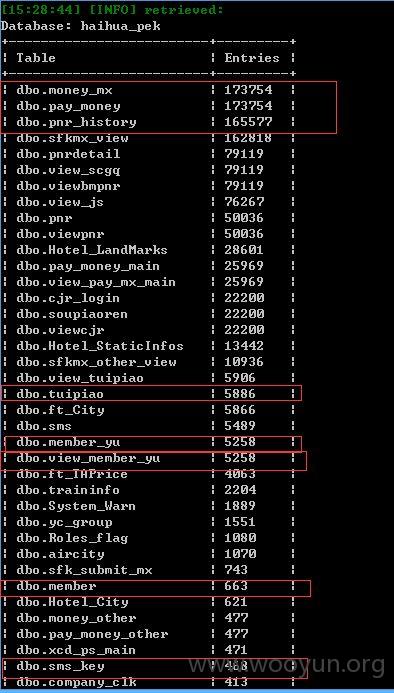 [15:28:44] [INFO] retrieved:
Database: haihua_pek
+-------------------------+---------+
| Table | Entries |
+-------------------------+---------+
| dbo.money_mx | 173754 |
| dbo.pay_money | 173754 |
| dbo.pnr_history | 165577 |
| dbo.sfkmx_view | 162818 |
| dbo.pnrdetail | 79119 |
| dbo.view_scgq | 79119 |
| dbo.viewbmpnr | 79119 |
| dbo.view_js | 76267 |
| dbo.pnr | 50036 |
| dbo.viewpnr | 50036 |
| dbo.Hotel_LandMarks | 28601 |
| dbo.pay_money_main | 25969 |
| dbo.view_pay_mx_main | 25969 |
| dbo.cjr_login | 22200 |
| dbo.soupiaoren | 22200 |
| dbo.viewcjr | 22200 |
| dbo.Hotel_StaticInfos | 13442 |
| dbo.sfkmx_other_view | 10936 |
| dbo.view_tuipiao | 5906 |
| dbo.tuipiao | 5886 |
| dbo.ft_City | 5866 |
| dbo.sms | 5489 |
| dbo.member_yu | 5258 |
| dbo.view_member_yu | 5258 |
| dbo.ft_TAPrice | 4063 |
| dbo.traininfo | 2204 |
| dbo.System_Warn | 1889 |
| dbo.yc_group | 1551 |
| dbo.Roles_flag | 1080 |
| dbo.aircity | 1070 |
| dbo.sfk_submit_mx | 743 |
| dbo.member | 663 |
| dbo.Hotel_City | 621 |
| dbo.money_other | 477 |
| dbo.pay_money_other | 477 |
| dbo.xcd_ps_main | 471 |
| dbo.sms_key | 468 |
| dbo.company_clk | 413 |
www.wooyun.org